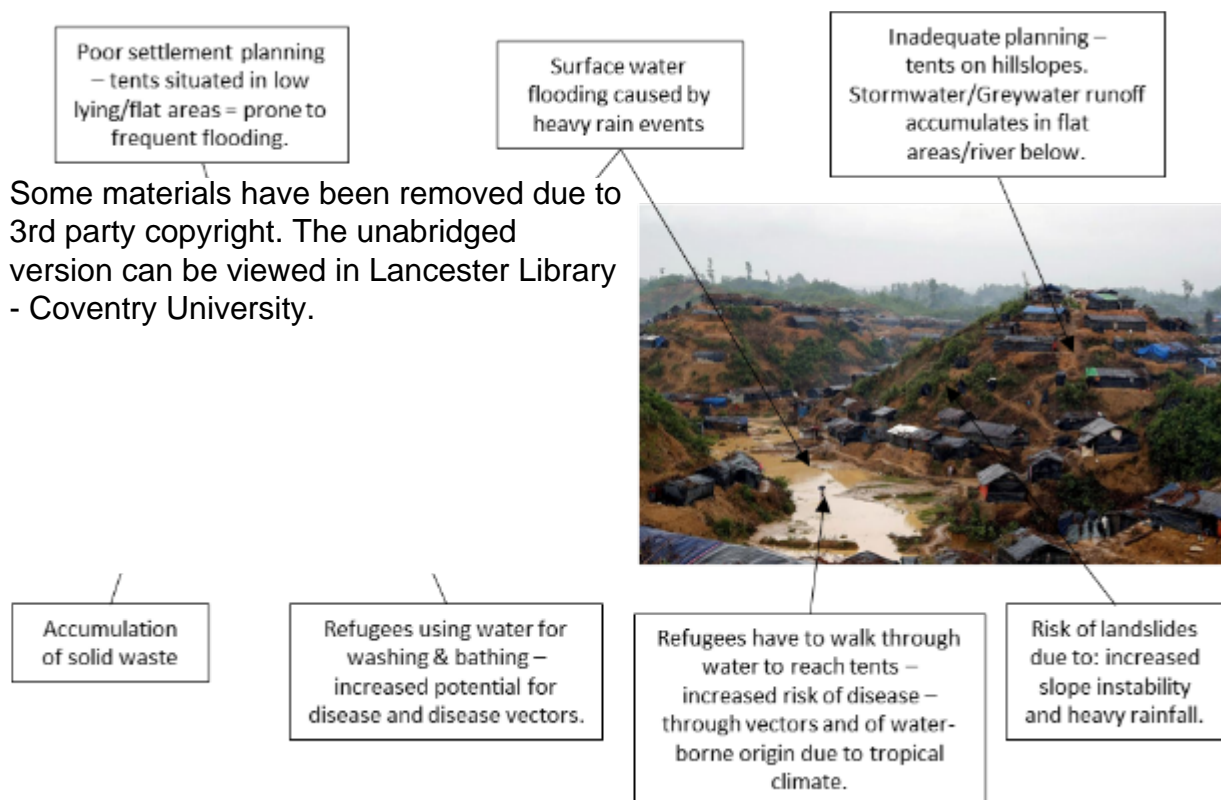 Poor settlement planning
– tents situated in low
lying/flat areas = prone to
frequent flooding.
Surface water
flooding caused by
heavy rain events
Inadequate planning –
tents on hillslopes.
Stormwater/Greywater runoff
accumulates in flat
areas/river below.
Some materials have been removed due to
3rd party copyright. The unabridged
version can be viewed in Lancester Library
- Coventry University.
Accumulation
of solid waste
Refugees using water for
washing & bathing –
increased potential for
disease and disease vectors.
Refugees have to walk through
water to reach tents –
increased risk of disease –
through vectors and of water-
borne origin due to tropical
climate.
Risk of landslides
due to: increased
slope instability
and heavy rainfall.